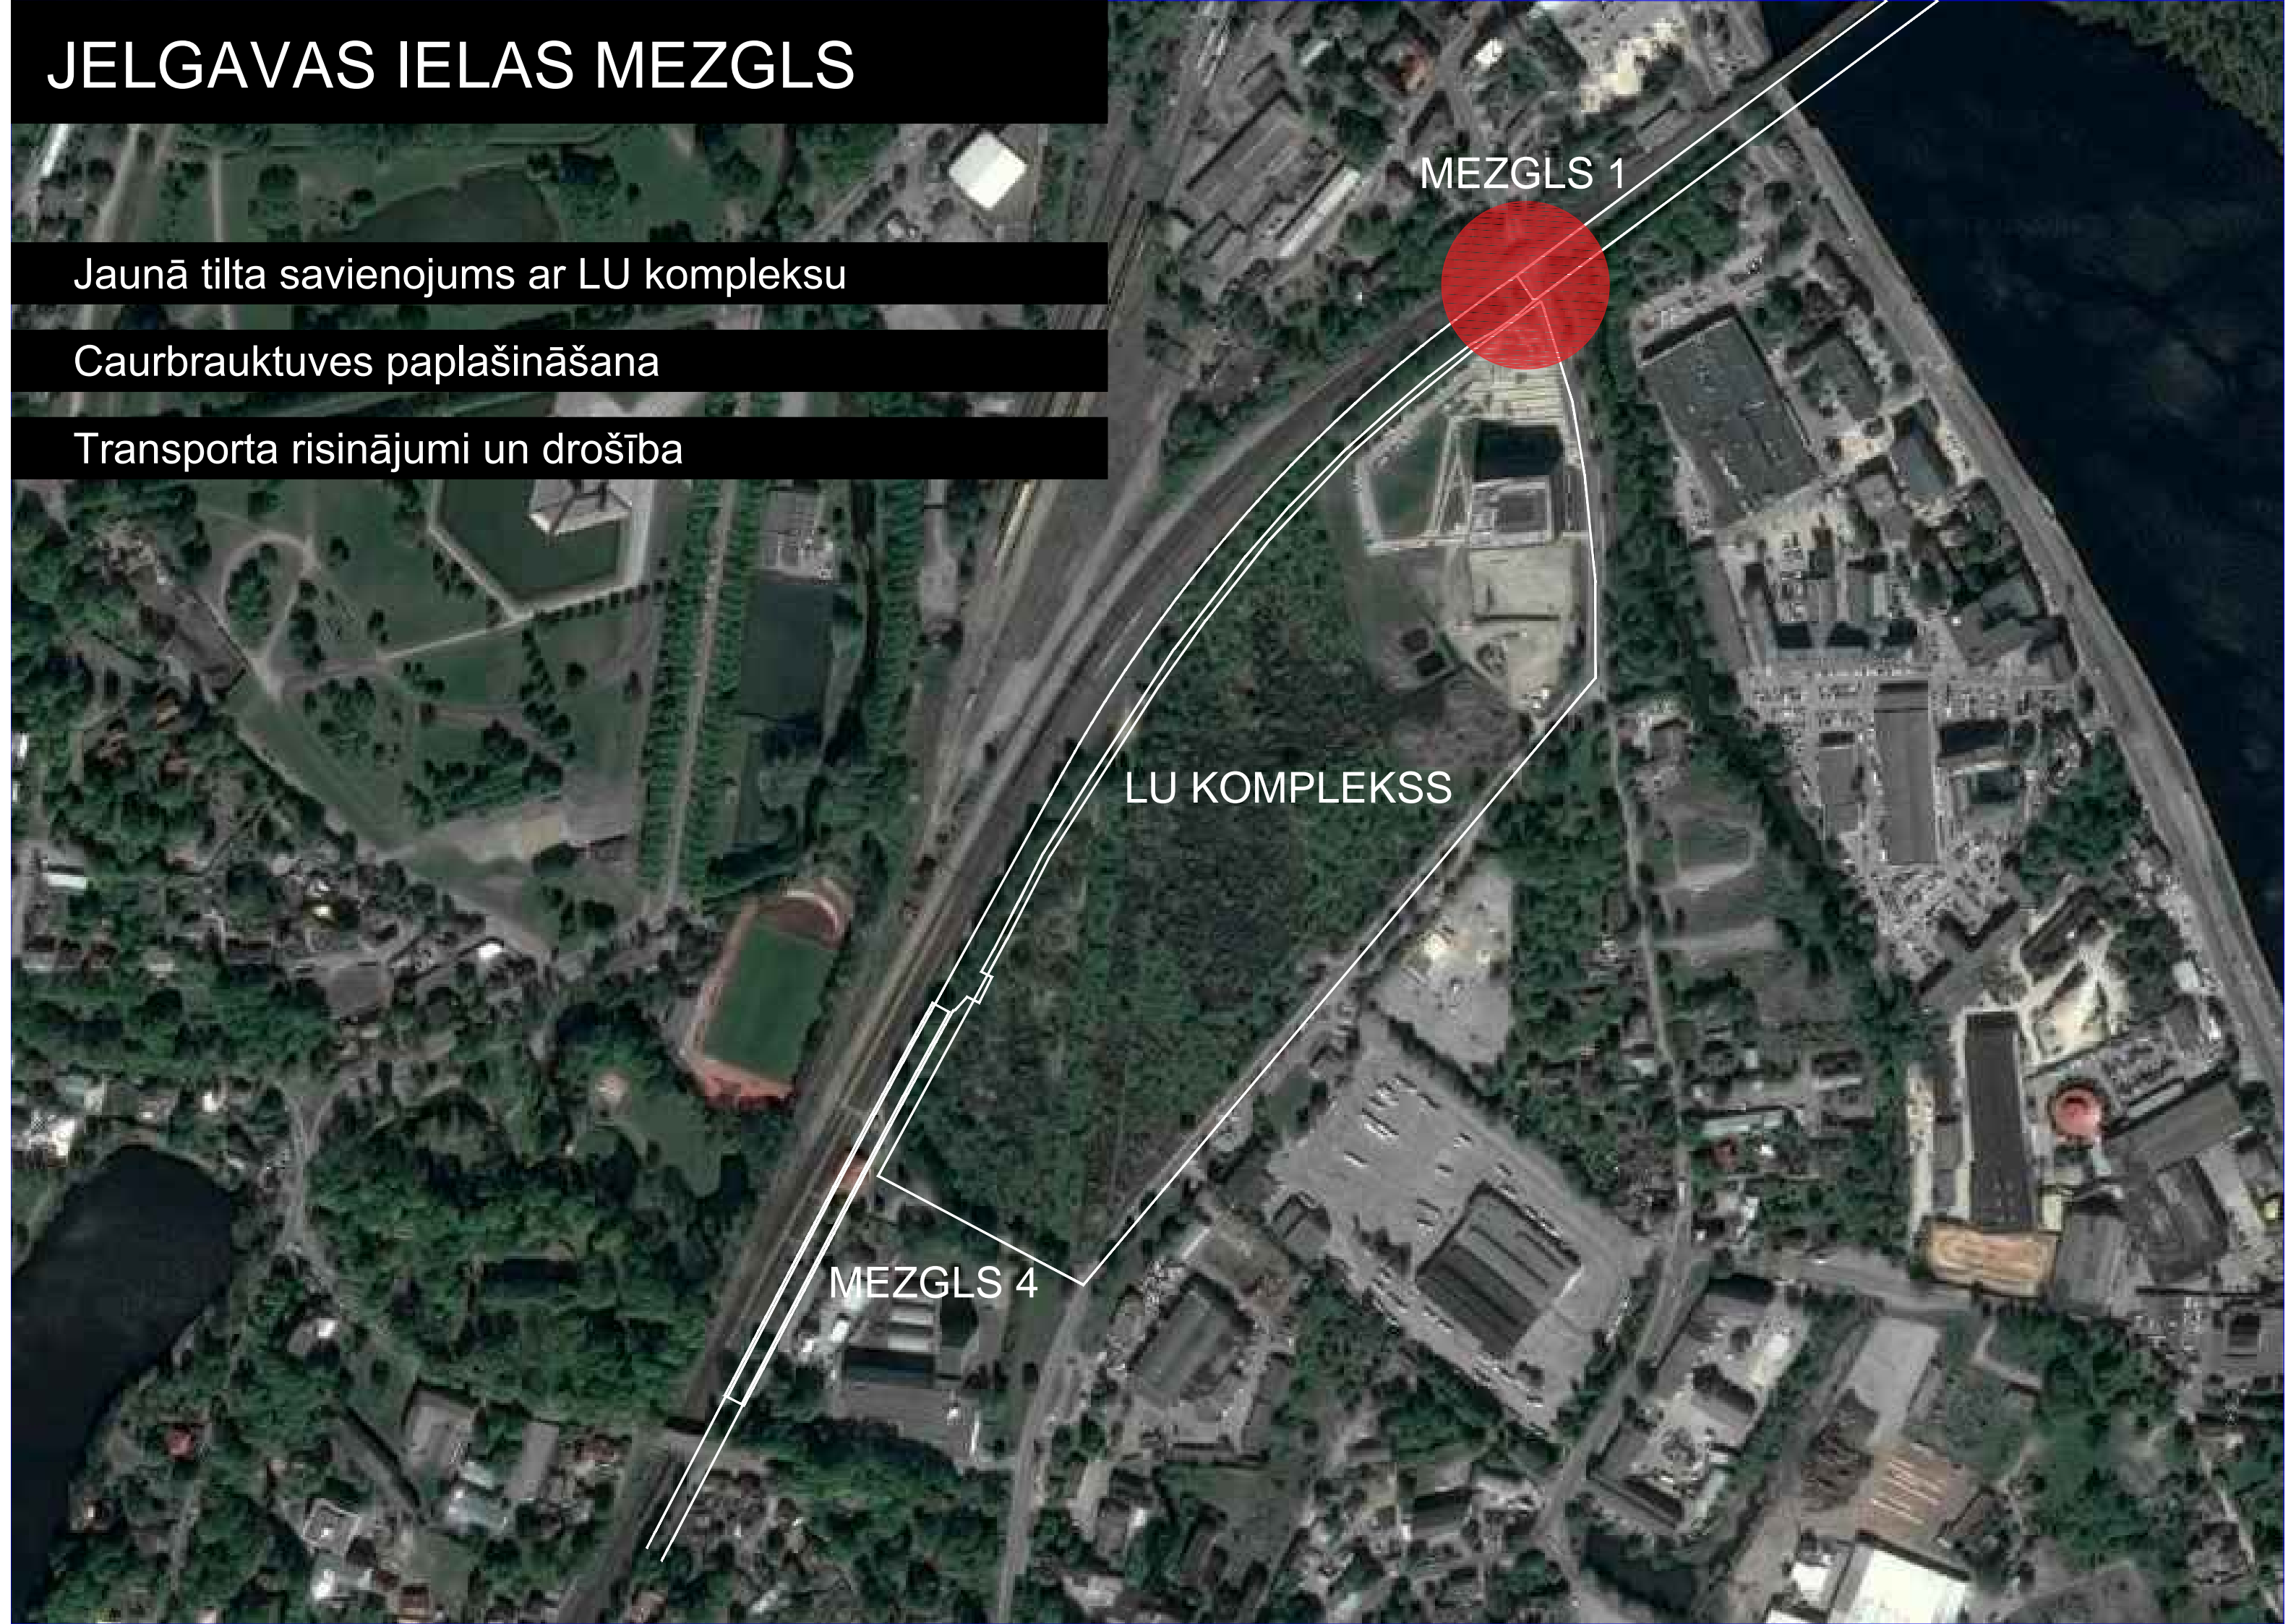 JELGAVAS IELAS MEZGLS
Jaunā tilta savienojums ar LU kompleksu
Caurbrauktuves paplašināšana
Transporta risinājumi un drošība
MEZGLS 1
LU KOMPLEKSS
MEZGLS 4